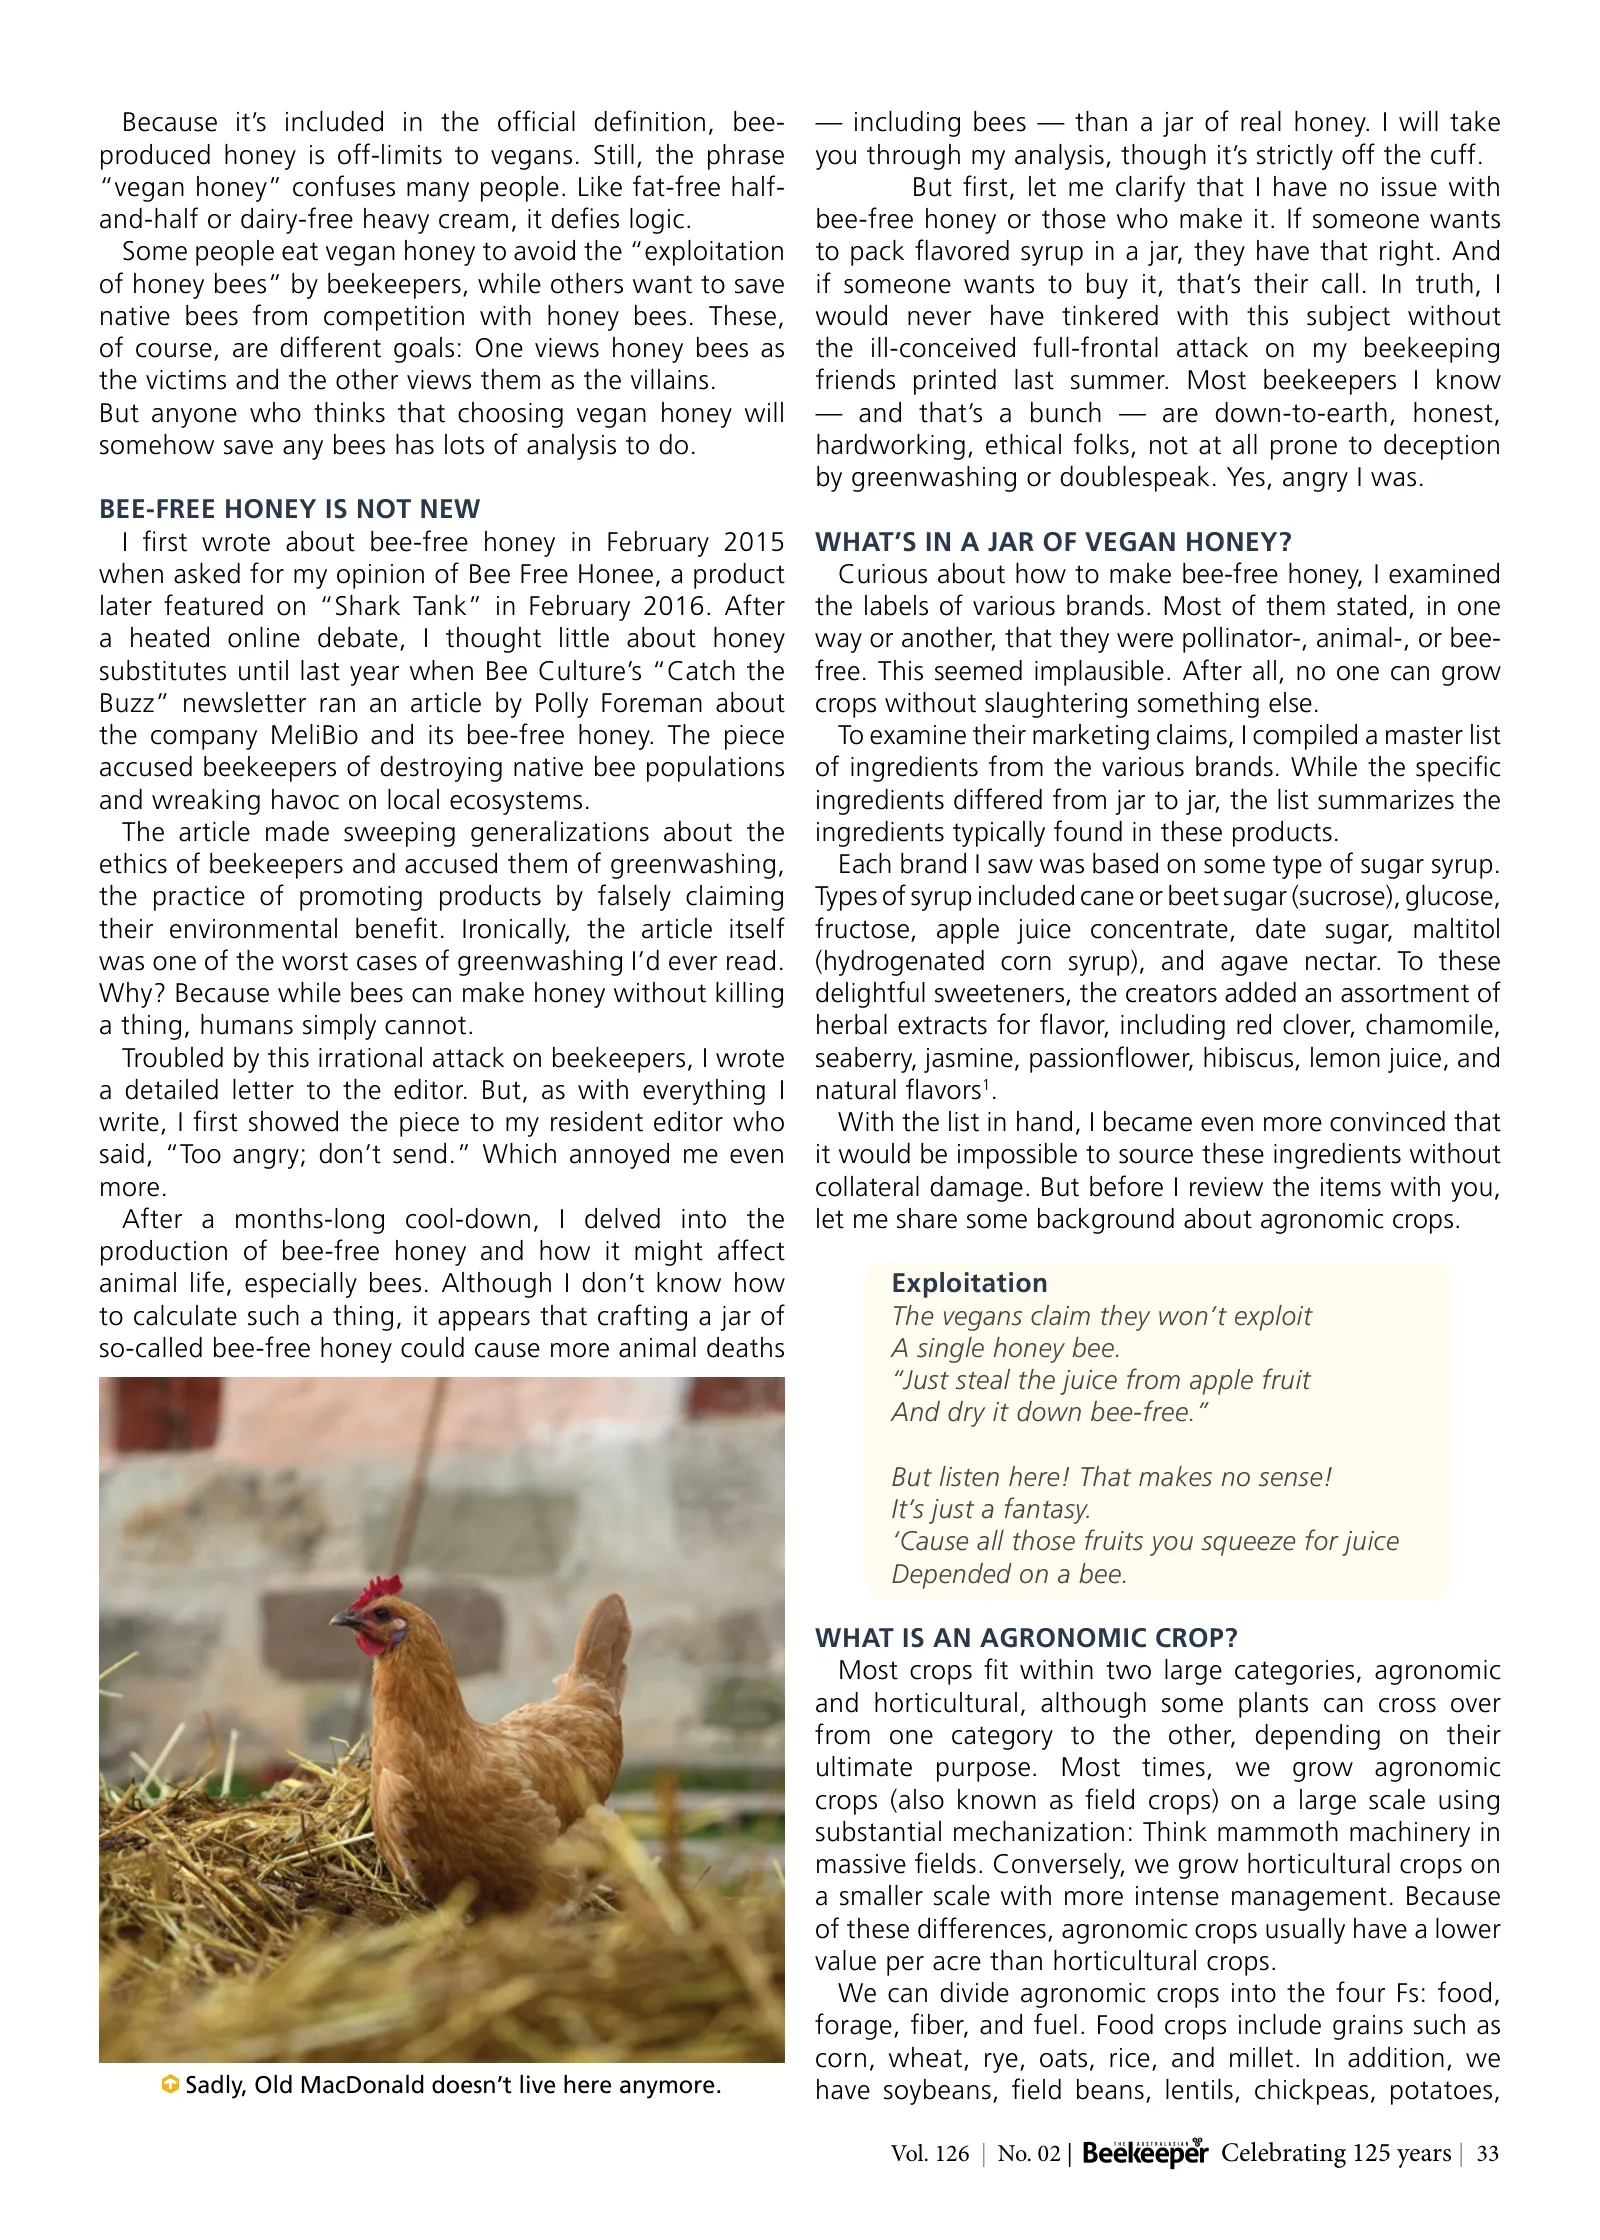 Because it’s included in the official definition, bee-
produced honey is off-limits to vegans. Still, the phrase
“vegan honey” confuses many people. Like fat-free half-
and-half or dairy-free heavy cream, it defies logic.
Some people eat vegan honey to avoid the “exploitation
of honey bees” by beekeepers, while others want to save
native bees from competition with honey bees. These,
of course, are different goals: One views honey bees as
the victims and the other views them as the villains.
But anyone who thinks that choosing vegan honey will
somehow save any bees has lots of analysis to do.
BEE-FREE HONEY IS NOT NEW
I first wrote about bee-free honey in February 2015
when asked for my opinion of Bee Free Honee, a product
later featured on “Shark Tank” in February 2016. After
a heated online debate, I thought little about honey
substitutes until last year when Bee Culture’s “Catch the
Buzz” newsletter ran an article by Polly Foreman about
the company MeliBio and its bee-free honey. The piece
accused beekeepers of destroying native bee populations
and wreaking havoc on local ecosystems.
The article made sweeping generalizations about the
ethics of beekeepers and accused them of greenwashing,
the practice of promoting products by falsely claiming
their environmental benefit. Ironically, the article itself
was one of the worst cases of greenwashing I’d ever read.
Why? Because while bees can make honey without killing
a thing, humans simply cannot.
Troubled by this irrational attack on beekeepers, I wrote
a detailed letter to the editor. But, as with everything I
write, I first showed the piece to my resident editor who
said, “Too angry; don’t send.” Which annoyed me even
more.
After a months-long cool-down, I delved into the
production of bee-free honey and how it might affect
animal life, especially bees. Although I don’t know how
to calculate such a thing, it appears that crafting a jar of
so-called bee-free honey could cause more animal deaths
Sadly, Old MacDonald doesn’t live here anymore.
— including bees — than a jar of real honey. I will take
you through my analysis, though it’s strictly off the cuff.
But first, let me clarify that I have no issue with
bee-free honey or those who make it. If someone wants
to pack flavored syrup in a jar, they have that right. And
if someone wants to buy it, that’s their call. In truth, I
would never have tinkered with this subject without
the ill-conceived full-frontal attack on my beekeeping
friends printed last summer. Most beekeepers I know
— and that’s a bunch — are down-to-earth, honest,
hardworking, ethical folks, not at all prone to deception
by greenwashing or doublespeak. Yes, angry I was.
WHAT’S IN A JAR OF VEGAN HONEY?
Curious about how to make bee-free honey, I examined
the labels of various brands. Most of them stated, in one
way or another, that they were pollinator-, animal-, or bee-
free. This seemed implausible. After all, no one can grow
crops without slaughtering something else.
To examine their marketing claims, I compiled a master list
of ingredients from the various brands. While the specific
ingredients differed from jar to jar, the list summarizes the
ingredients typically found in these products.
Each brand I saw was based on some type of sugar syrup.
Types of syrup included cane or beet sugar (sucrose), glucose,
fructose, apple juice concentrate, date sugar, maltitol
(hydrogenated corn syrup), and agave nectar. To these
delightful sweeteners, the creators added an assortment of
herbal extracts for flavor, including red clover, chamomile,
seaberry, jasmine, passionflower, hibiscus, lemon juice, and
natural flavors¹.
With the list in hand, I became even more convinced that
it would be impossible to source these ingredients without
collateral damage. But before I review the items with you,
let me share some background about agronomic crops.
Exploitation
The vegans claim they won’t exploit
A single honey bee.
“Just steal the juice from apple fruit
And dry it down bee-free.”
But listen here! That makes no sense!
It’s just a fantasy.
‘Cause all those fruits you squeeze for juice
Depended on a bee.
WHAT IS AN AGRONOMIC CROP?
Most crops fit within two large categories, agronomic
and horticultural, although some plants can cross over
from one category to the other, depending on their
ultimate purpose. Most times, we grow agronomic
crops (also known as field crops) on a large scale using
substantial mechanization: Think mammoth machinery in
massive fields. Conversely, we grow horticultural crops on
a smaller scale with more intense management. Because
of these differences, agronomic crops usually have a lower
value per acre than horticultural crops.
We can divide agronomic crops into the four Fs: food,
forage, fiber, and fuel. Food crops include grains such as
corn, wheat, rye, oats, rice, and millet. In addition, we
have soybeans, field beans, lentils, chickpeas, potatoes,
Vol. 126 | No. 02 | THE AUSTRALASIAN Beekeeper Celebrating 125 years | 33